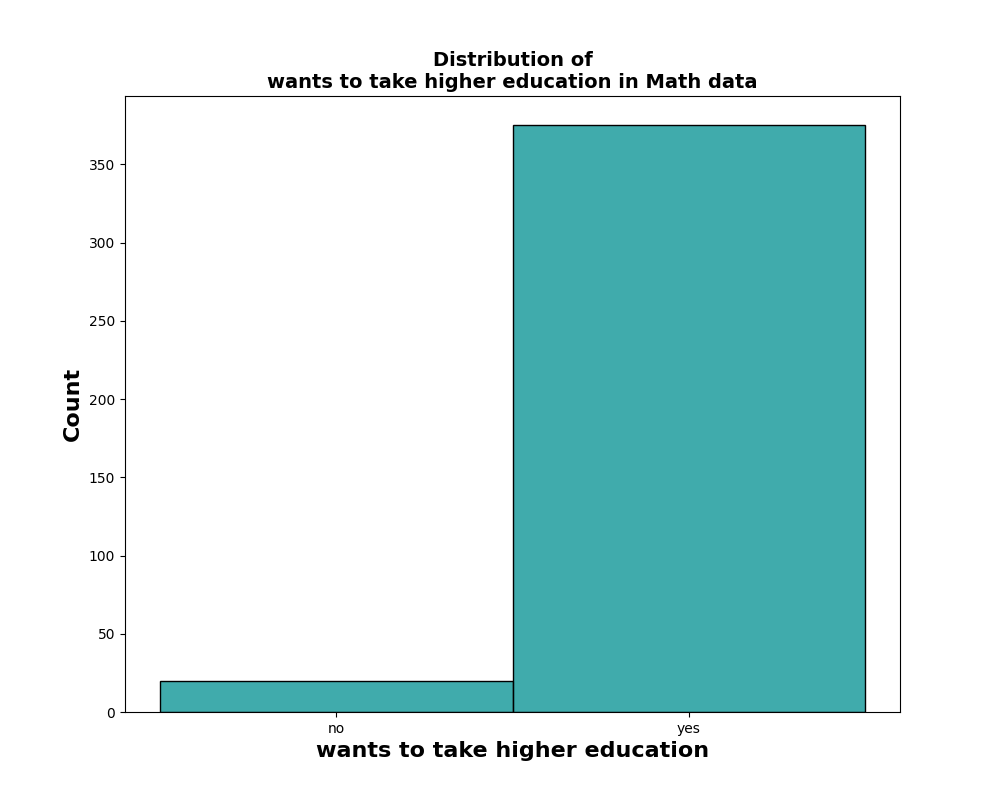 Distribution of
wants to take higher education in Math data
Count
350
300
250
200
150
100
50
0
no yes
wants to take higher education